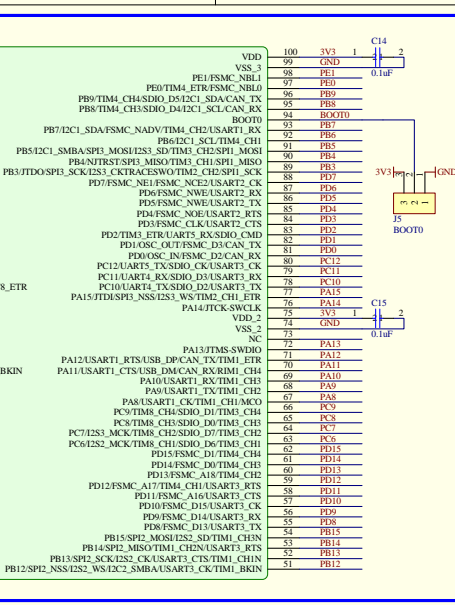 C14
VDD 100 3V3 1 2
VSS_3 99 GND
PE1/FSMC_NBL1 98 PE1 0.1uF
PE0/TIM4_ETR/FSMC_NBL0 97 PE0
PB9/TIM4_CH4/SDIO_D5/I2C1_SDA/CAN_TX 96 PB9
PB8/TIM4_CH3/SDIO_D4/I2C1_SCL/CAN_RX 95 PB8
BOOT0 94 BOOT0
PB7/I2C1_SDA/FSMC_NADV/TIM4_CH2/USART1_RX 93 PB7
PB6/I2C1_SCL/TIM4_CH1 92 PB6
PB5/I2C1_SMBA/SPI3_MOSI/I2S3_SD/TIM3_CH2/SPI1_MOSI 91 PB5
PB4/NJTRST/SPI3_MISO/TIM3_CH1/SPI1_MISO 90 PB4
PB3/JTDO/SPI3_SCK/I2S3_CKTRACESWO/TIM2_CH2/SPI1_SCK 89 PB3 3V3 GND
PD7/FSMC_NE1/FSMC_NCE2/USART2_CK 88 PD7
PD6/FSMC_NWE/USART2_RX 87 PD6
PD5/FSMC_NWE/USART2_TX 86 PD5 3 2 1
PD4/FSMC_NOE/USART2_RTS 85 PD4
PD3/FSMC_CLK/USART2_CTS 84 PD3 J5
PD2/TIM3_ETR/UART5_RX/SDIO_CMD 83 PD2 BOOT0
PD1/OSC_OUT/FSMC_D3/CAN_TX 82 PD1
PD0/OSC_IN/FSMC_D2/CAN_RX 81 PD0
PC12/UART5_TX/SDIO_CK/USART3_CK 80 PC12
PC11/UART4_RX/SDIO_D3/USART3_RX 79 PC11
8_ETR PC10/UART4_TX/SDIO_D2/USART3_TX 78 PC10
PA15/JTDI/SPI3_NSS/I2S3_WS/TIM2_CH1_ETR 77 PA15
PA14/JTCK-SWCLK 76 PA14 C15
VDD_2 75 3V3 1 2
VSS_2 74 GND
NC 73 0.1uF
PA13/JTMS-SWDIO 72 PA13
PA12/USART1_RTS/USB_DP/CAN_TX/TIM1_ETR 71 PA12
BKIN PA11/USART1_CTS/USB_DM/CAN_RX/RIM1_CH4 70 PA11
PA10/USART1_RX/TIM1_CH3 69 PA10
PA9/USART1_TX/TIM1_CH2 68 PA9
PA8/USART1_CK/TIM1_CH1/MCO 67 PA8
PC9/TIM8_CH4/SDIO_D1/TIM3_CH4 66 PC9
PC8/TIM8_CH3/SDIO_D0/TIM3_CH3 65 PC8
PC7/I2S3_MCK/TIM8_CH2/SDIO_D7/TIM3_CH2 64 PC7
PC6/I2S2_MCK/TIM8_CH1/SDIO_D6/TIM3_CH1 63 PC6
PD15/FSMC_D1/TIM4_CH4 62 PD15
PD14/FSMC_D0/TIM4_CH3 61 PD14
PD13/FSMC_A18/TIM4_CH2 60 PD13
PD12/FSMC_A17/TIM4_CH1/USART3_RTS 59 PD12
PD11/FSMC_A16/USART3_CTS 58 PD11
PD10/FSMC_D15/USART3_CK 57 PD10
PD9/FSMC_D14/USART3_RX 56 PD9
PD8/FSMC_D13/USART3_TX 55 PD8
PB15/SPI2_MOSI/I2S2_SD/TIM1_CH3N 54 PB15
PB14/SPI2_MISO/TIM1_CH2N/USART3_RTS 53 PB14
PB13/SPI2_SCK/I2S2_CK/USART3_CTS/TIM1_CH1N 52 PB13
PB12/SPI2_NSS/I2S2_WS/I2C2_SMBA/USART3_CK/TIM1_BKIN 51 PB12